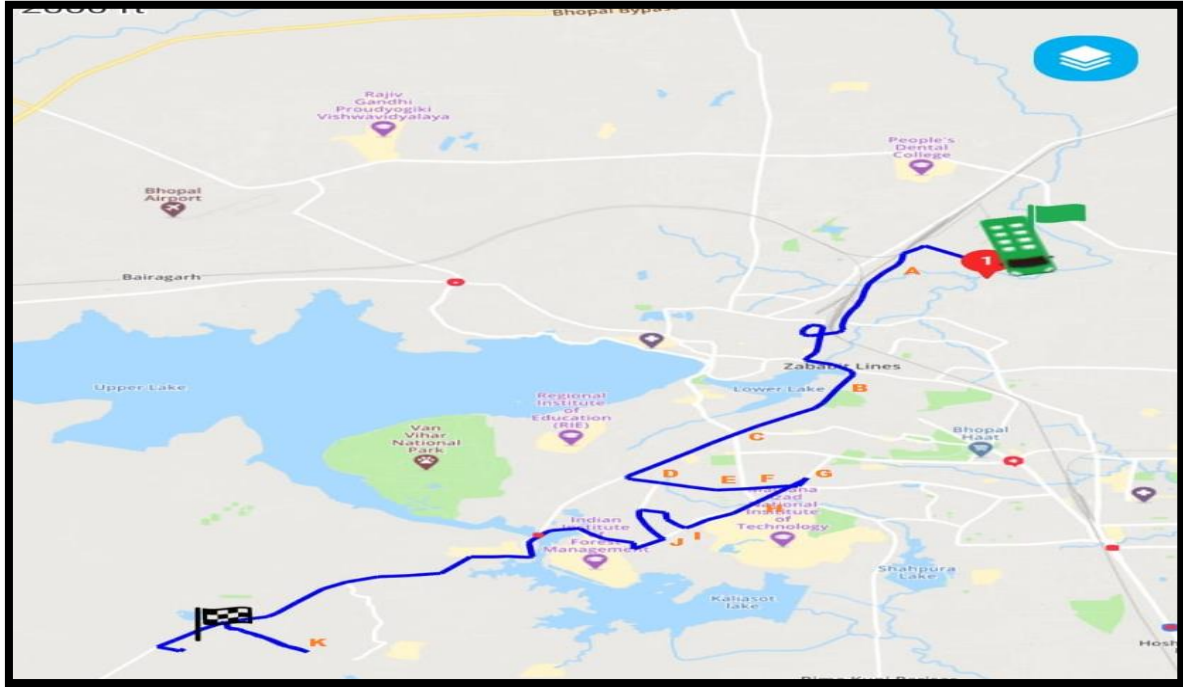 Bhopal Bypass
Rajiv
Gandhi
Proudyogiki
Vishwavidyalaya
People's
Dental
College
Bhopal
Airport
1
A
Bairagarh
Zababit Lines
Upper Lake
Lower Lake
B
Regional
Institute
of
Education
(RIE)
Van
Vihar
National
Park
C
Bhopal
Haat
D
E
F
G
Azad
National
Institute
of
Technology
H
Indian
Institute
Forest
Management
I
J
Shahpura
Lake
Kaliasot
lake
K
Hosh